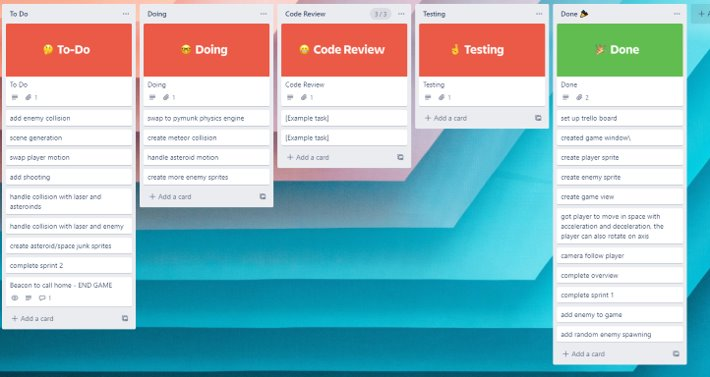 To Do
To-Do
To Do
1
add enemy collision
scene generation
swap player motion
add shooting
handle collision with laser and
asteroinds
handle collision with laser and enemy
create asteroid/space junk sprites
complete sprint 2
Beacon to call home - END GAME
1
+ Add a card
Doing
Doing
Doing
1
swap to pymunk physics engine
create meteor collision
handle asteroid motion
create more enemy sprites
+ Add a card
Code Review
3 / 3
Code Review
Code Review
1
[Example task]
[Example task]
+ Add a card
Testing
Testing
Testing
1
+ Add a card
Done 🎉
Done
Done
2
set up trello board
created game window\
create player sprite
create enemy sprite
create game view
got player to move in space with
acceleration and deceleration. the
player can also rotate on axis
camera follow player
complete overview
complete sprint 1
add enemy to game
add random enemy spawning
+ Add a card
+ A